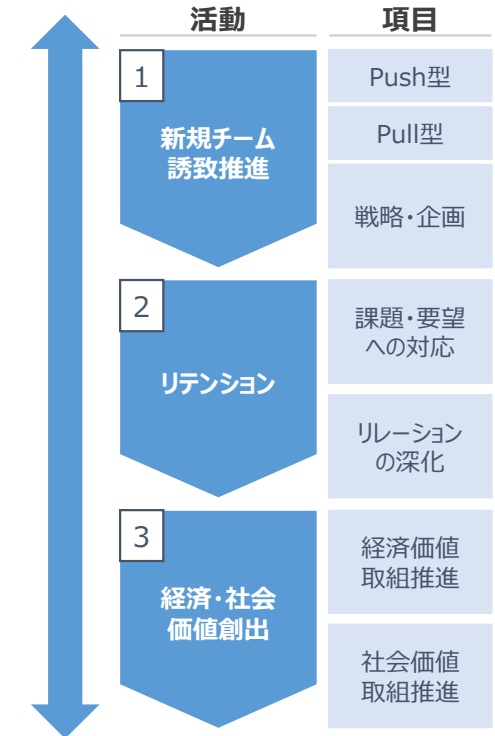 活動
項目
1
新規チーム
誘致推進
Push型
Pull型
戦略・企画
2
リテンション
課題・要望
への対応
リレーション
の深化
3
経済・社会
価値創出
経済価値
取組推進
社会価値
取組推進